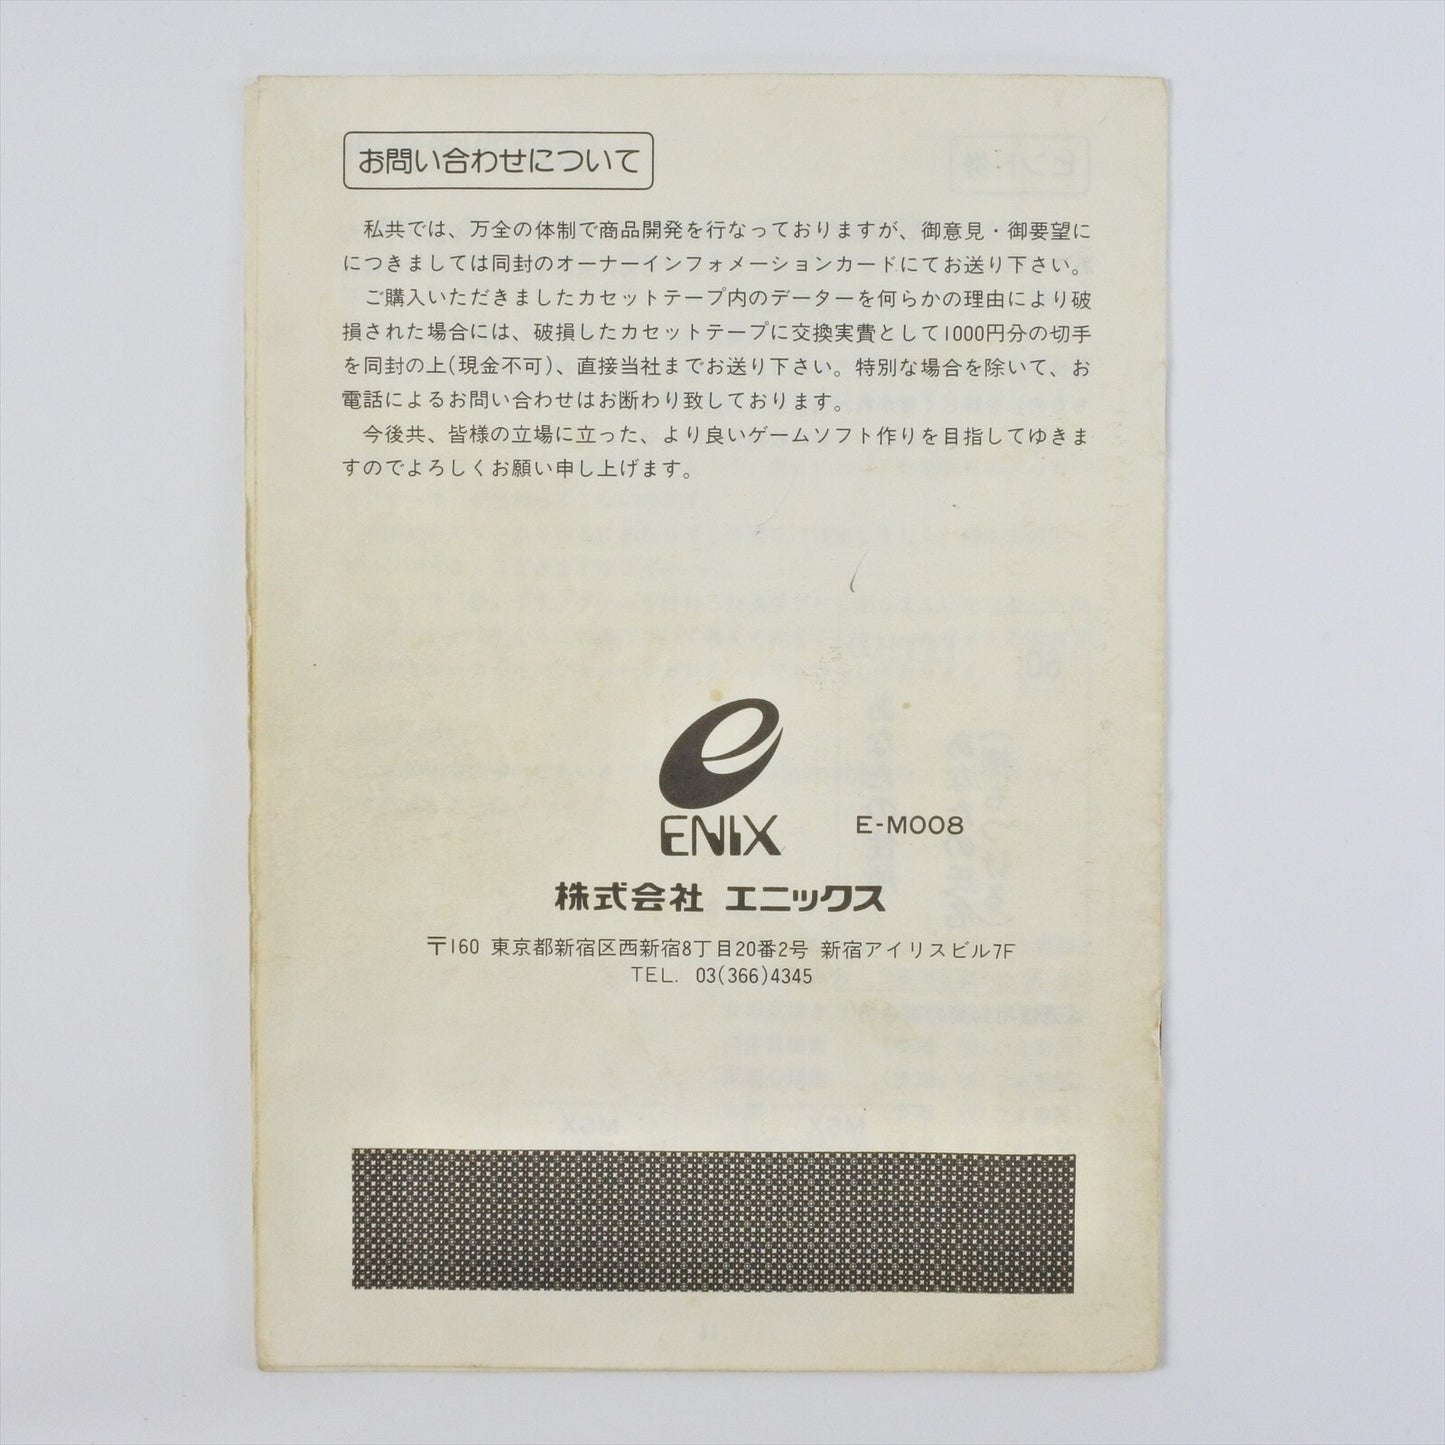 お問い合わせについて
私共では、万全の体制で商品開発を行なっておりますが、御意見・御要望に
につきましては同封のオーナーインフォメーションカードにてお送り下さい。
ご購入いただきましたカセットテープ内のデーターを何らかの理由により破
損された場合には、破損したカセットテープに交換実費として1000円分の切手
を同封の上(現金不可)、直接当社までお送り下さい。特別な場合を除いて、お
電話によるお問い合わせはお断わり致しております。
今後共、皆様の立場に立った、より良いゲームソフト作りを目指してゆきま
すのでよろしくお願い申し上げます。
ENIX
E-M008
株式会社 エニックス
〒160 東京都新宿区西新宿8丁目20番2号 新宿アイリスビル7F
TEL. 03(366)4345